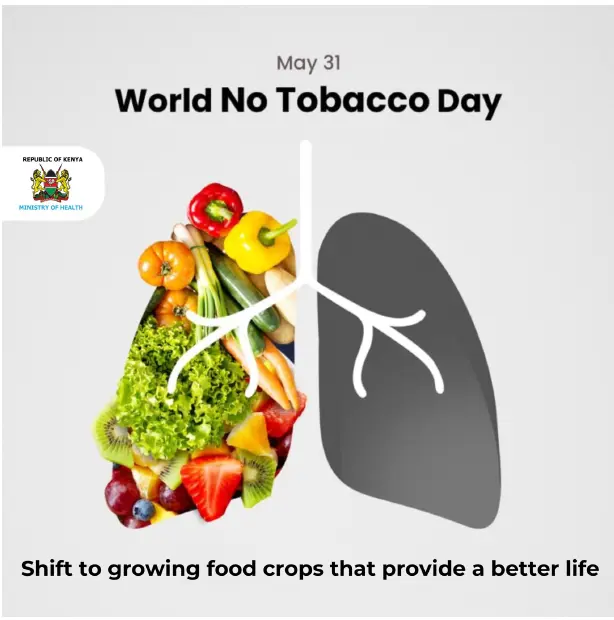 May 31
World No Tobacco Day
REPUBLIC OF KENYA
MINISTRY OF HEALTH
Shift to growing food crops that provide a better life